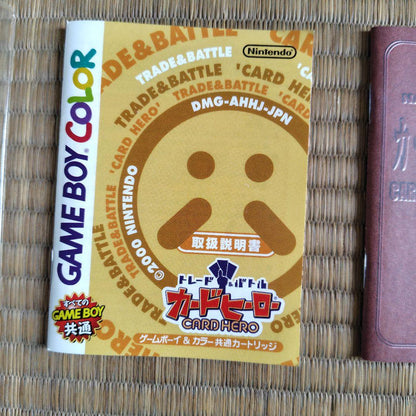 GAME BOY COLOR
Nintendo
TRADE&BATTLE 'CARD HERO'
TRADE&BATTLE
TRADE&BATTLE 'CARD HERO'
DMG-AHHJ-JPN
©2000 NINTENDO
TRADE&BATTLE 'CARD HERO'
取扱説明書
トレード&バトル
カードヒーロー
CARD HERO
すべての
GAME BOY
共通
ゲームボーイ&カラー共通カートリッジ